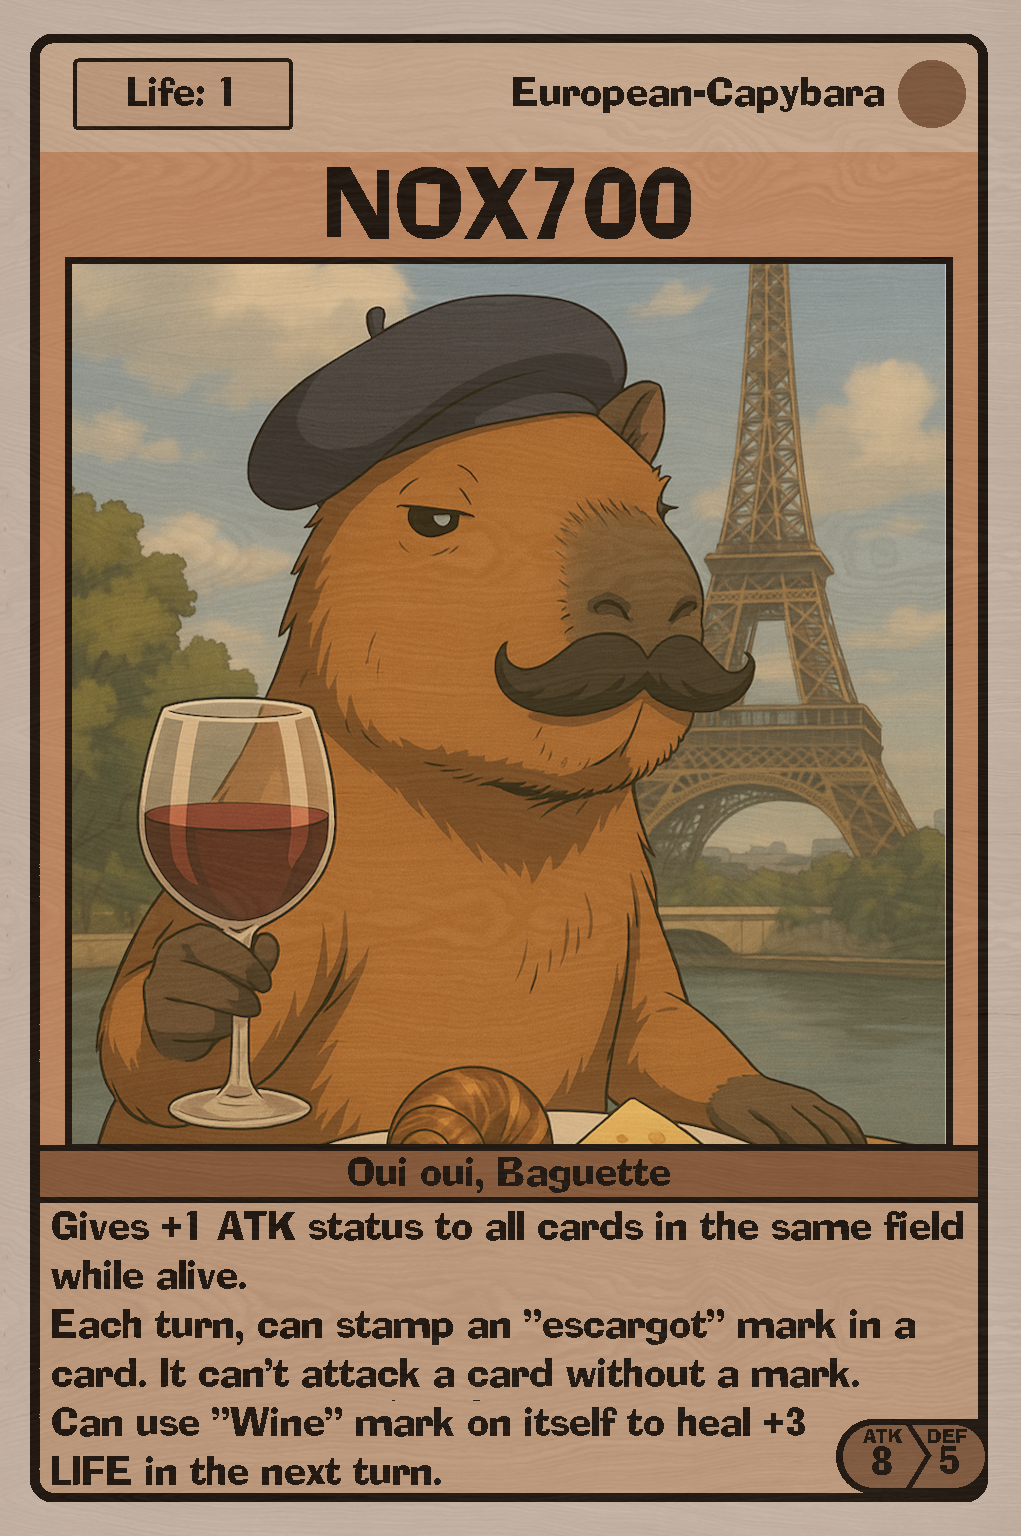 Life: 1
European-Capybara
NOX700
Oui oui, Baguette
Gives +1 ATK status to all cards in the same field
while alive.
Each turn, can stamp an ”escargot” mark in a
card. It can’t attack a card without a mark.
Can use ”Wine” mark on itself to heal +3
LIFE in the next turn.
ATK DEF
8 5